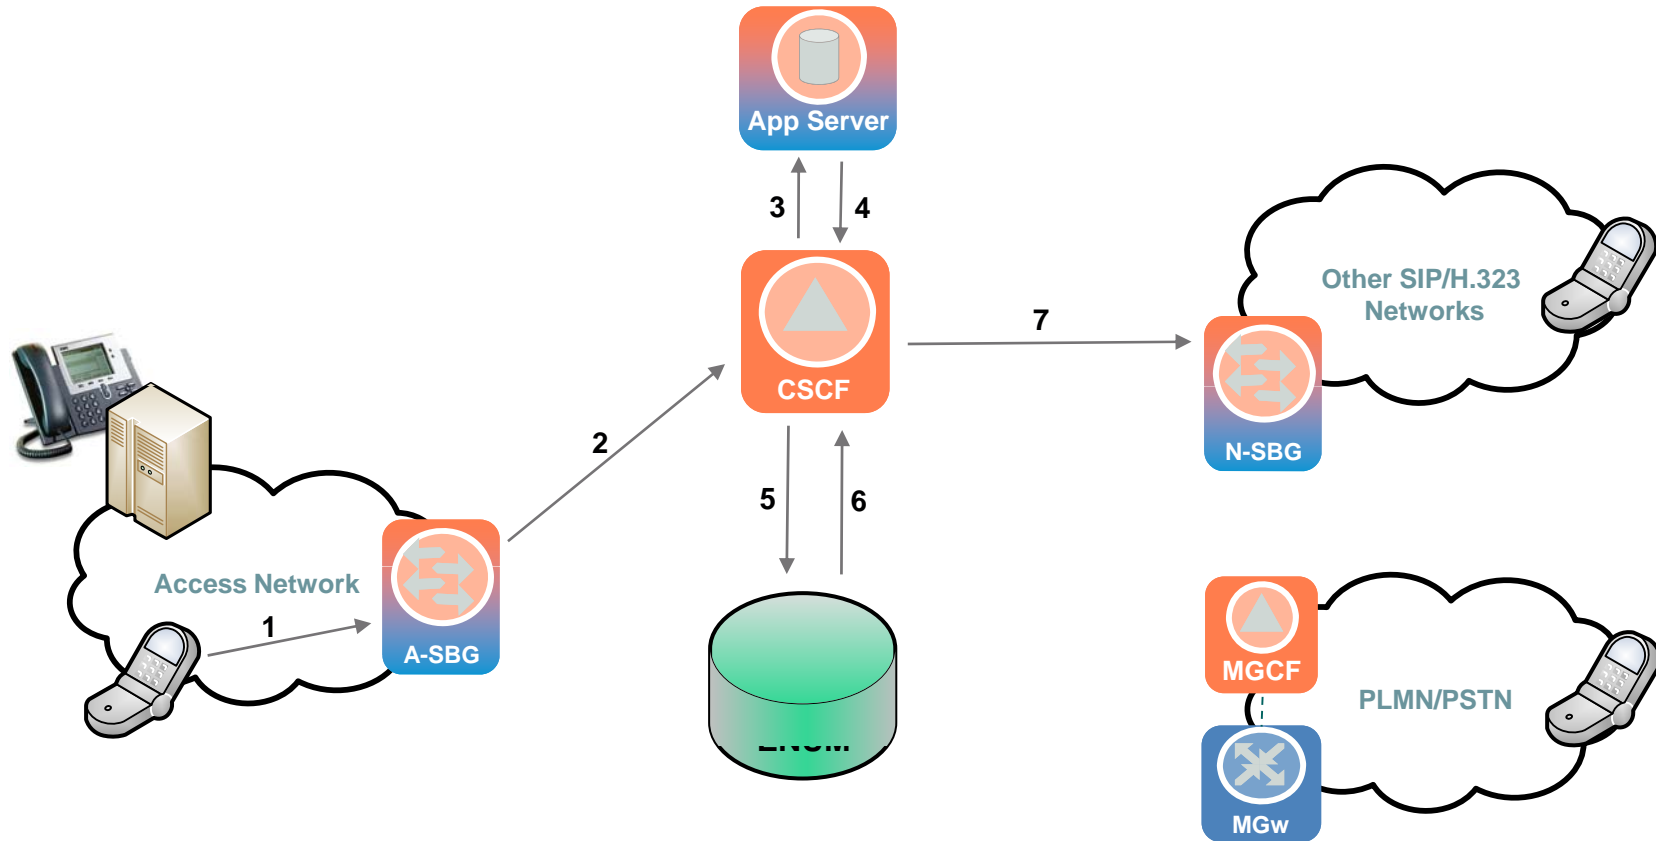 App Server
3
4
Other SIP/H.323
Networks
7
CSCF
2
N-SBG
5
6
Access Network
1
A-SBG
MGCF
PLMN/PSTN
ENUM
MGw